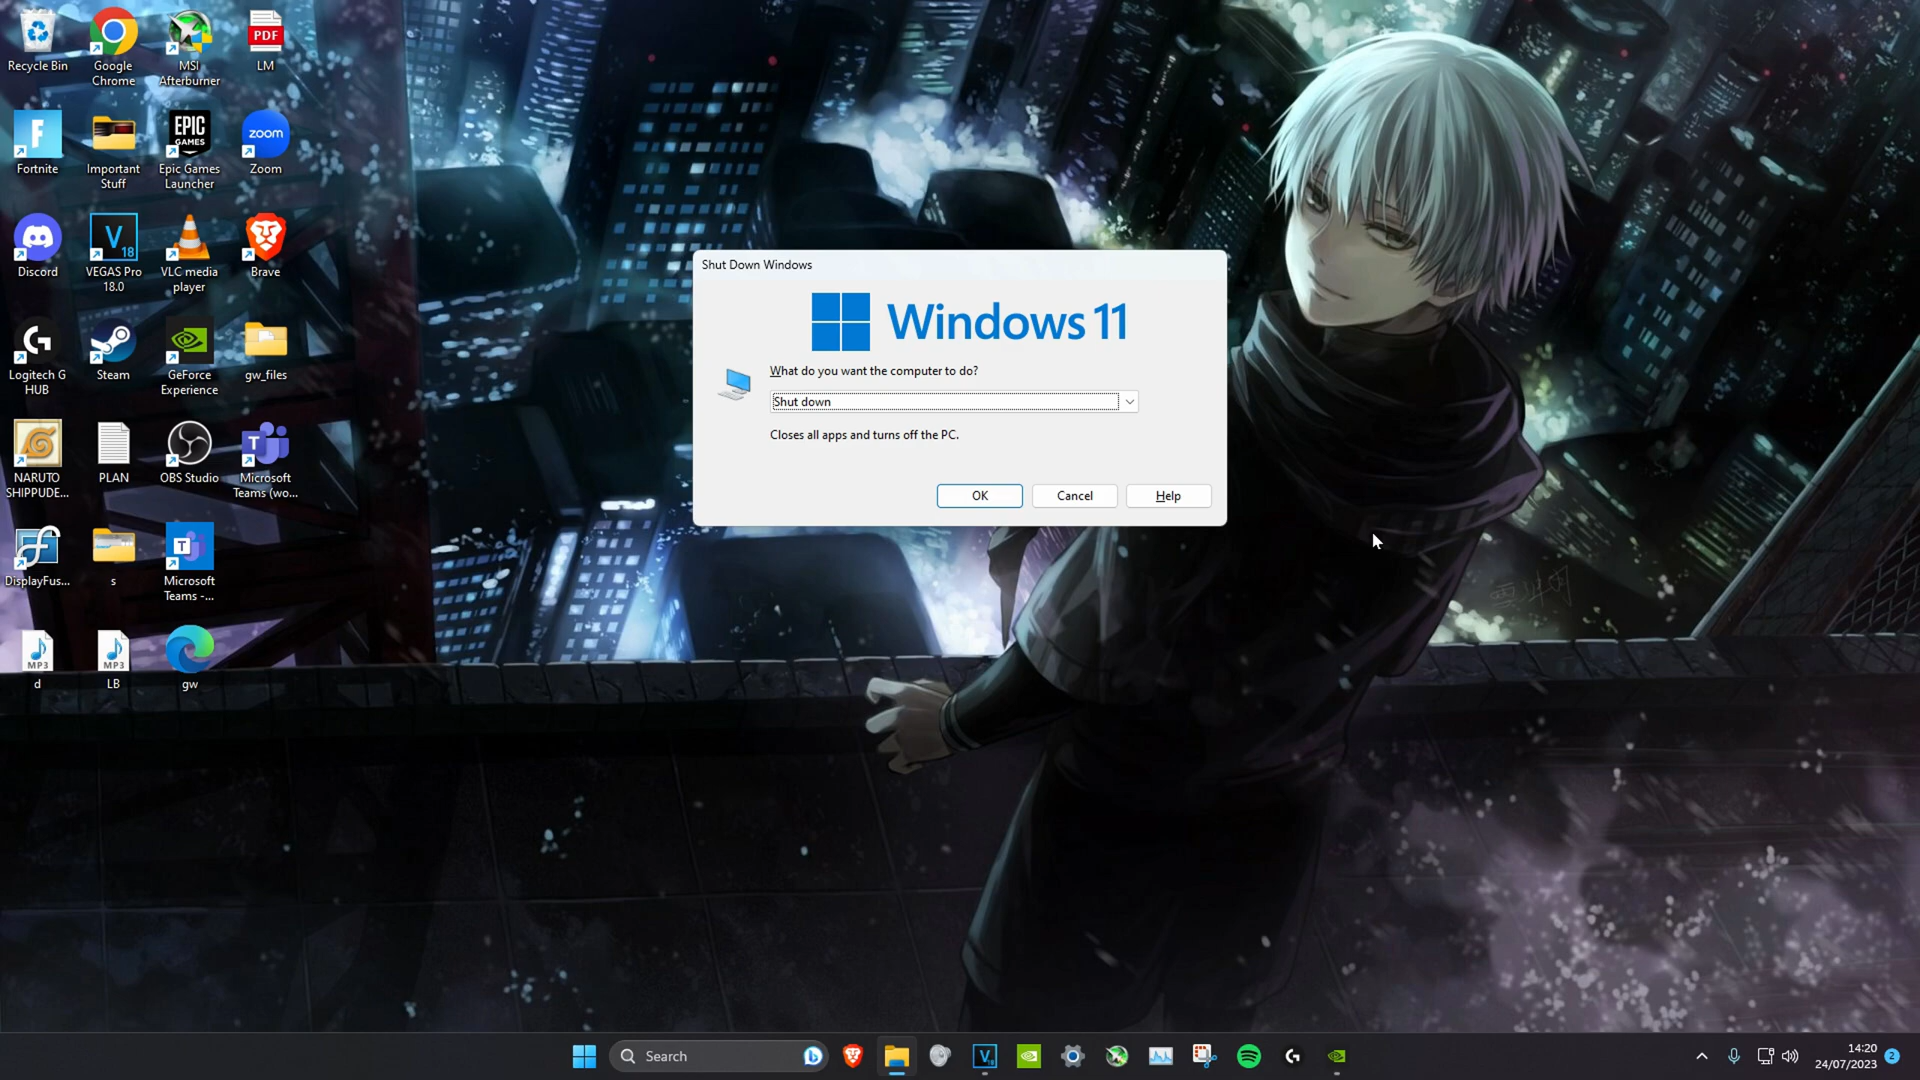 Recycle Bin
Google
Chrome
MSI
Afterburner
PDF
LM
F
Fortnite
Important
Stuff
EPIC
GAMES
Epic Games
Launcher
zoom
Zoom
Discord
V
18
VEGAS Pro
18.0
VLC media
player
Brave
Logitech G
HUB
Steam
GeForce
Experience
gw_files
NARUTO
SHIPPUDE...
PLAN
OBS Studio
T
Microsoft
Teams (wo...
DisplayFus...
s
T
Microsoft
Teams -...
MP3
d
MP3
LB
gw
Shut Down Windows
Windows 11
What do you want the computer to do?
Shut down
Closes all apps and turns off the PC.
OK
Cancel
Help
Search
V
14:20
24/07/2023
2